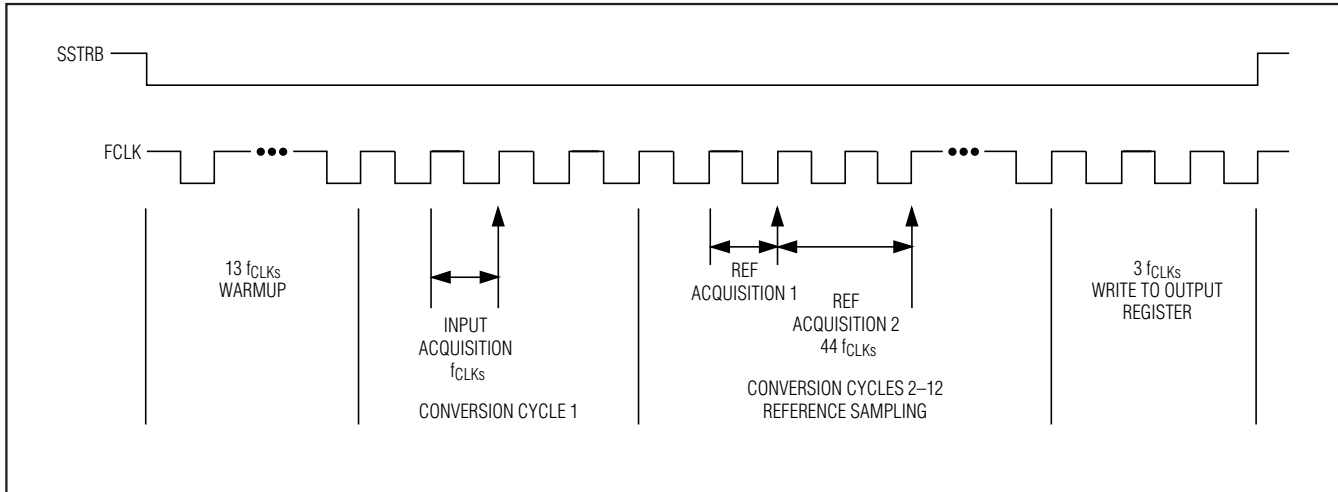 SSTRB
FCLK
13 fCLKs
WARMUP
INPUT
ACQUISITION
fCLKs
CONVERSION CYCLE 1
REF
ACQUISITION 1
REF
ACQUISITION 2
44 fCLKs
CONVERSION CYCLES 2–12
REFERENCE SAMPLING
3 fCLKs
WRITE TO OUTPUT
REGISTER